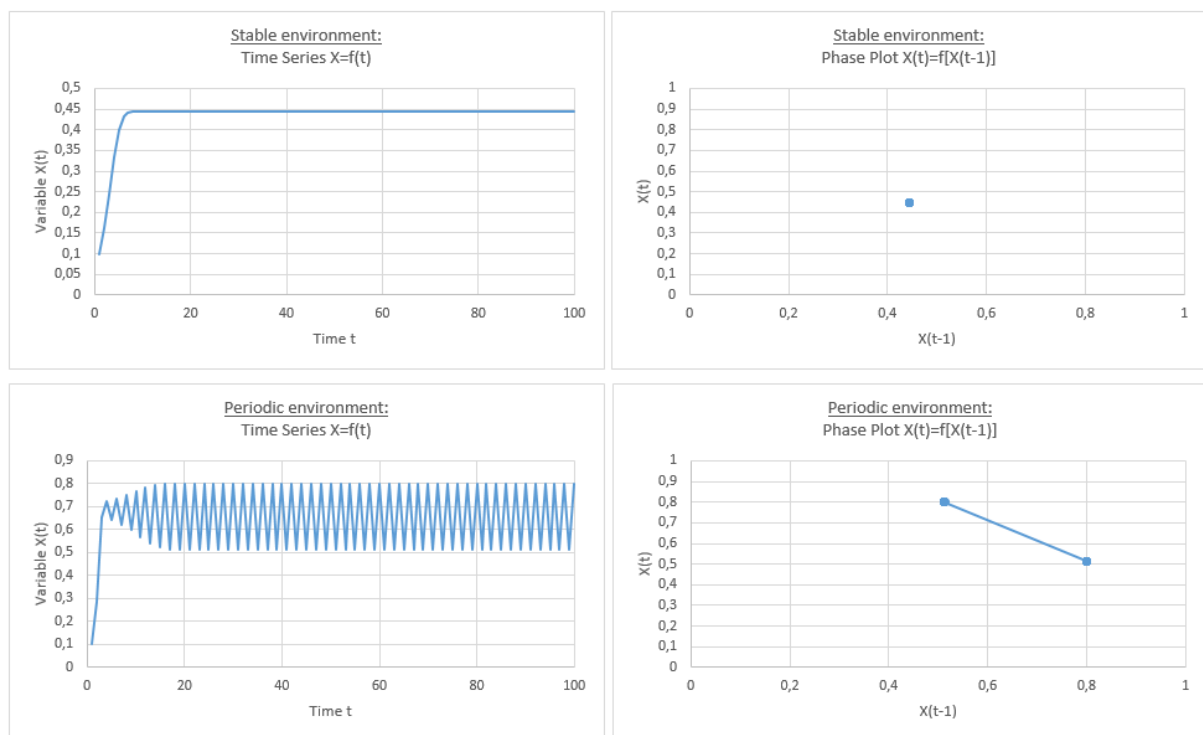 Stable environment:
Time Series X=f(t)
Variable X(t)
0,5
0,45
0,4
0,35
0,3
0,25
0,2
0,15
0,1
0,05
0
0 20 40 60 80 100
Time t
Stable environment:
Phase Plot X(t)=f[X(t-1)]
X(t)
1
0,9
0,8
0,7
0,6
0,5
0,4
0,3
0,2
0,1
0
0 0,2 0,4 0,6 0,8 1
X(t-1)
Periodic environment:
Time Series X=f(t)
Variable X(t)
0,9
0,8
0,7
0,6
0,5
0,4
0,3
0,2
0,1
0
0 20 40 60 80 100
Time t
Periodic environment:
Phase Plot X(t)=f[X(t-1)]
X(t)
1
0,9
0,8
0,7
0,6
0,5
0,4
0,3
0,2
0,1
0
0 0,2 0,4 0,6 0,8 1
X(t-1)